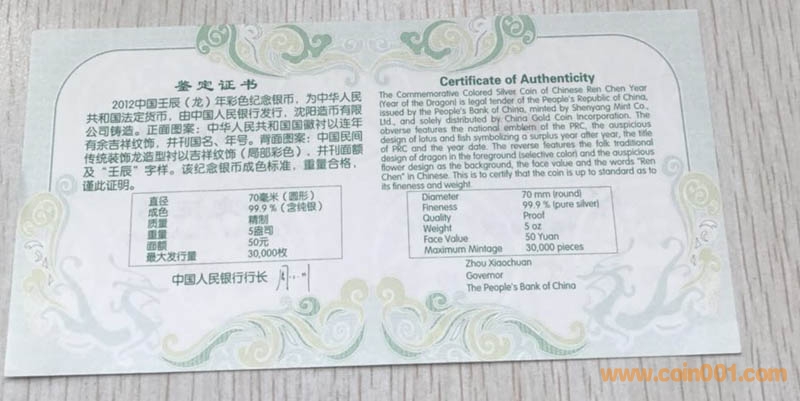 鉴定证书
2012中国壬辰(龙)年彩色纪念银币,为中华人民
共和国法定货币,由中国人民银行发行,沈阳造币有限
公司铸造。正面图案:中华人民共和国国徽衬以连年
有余吉祥纹饰,并刊国名、年号。背面图案:中国民间
传统装饰龙造型衬以吉祥纹饰(局部彩色),并刊面额
及“壬辰”字样。该纪念银币成色标准,重量合格,
谨此证明。
直径 70毫米(圆形)
成色 99.9%(含纯银)
质量 精制
重量 5盎司
面额 50元
最大发行量 30,000枚
中国人民银行行长
Certificate of Authenticity
The Commemorative Colored Silver Coin of Chinese Ren Chen Year
(Year of the Dragon) is legal tender of the People's Republic of China,
issued by the People's Bank of China, minted by Shenyang Mint Co.,
Ltd., and solely distributed by China Gold Coin Incorporation. The
obverse features the national emblem of the PRC, the auspicious
design of lotus and fish symbolizing a surplus year after year, the title
of PRC and the year date. The reverse features the folk traditional
design of dragon in the foreground (selective color) and the auspicious
flower design as the background, the face value and the words "Ren
Chen" in Chinese. This is to certify that the coin is up to standard as to
its fineness and weight.
Diameter 70 mm (round)
Fineness 99.9% (pure silver)
Quality Proof
Weight 5 oz
Face Value 50 Yuan
Maximum Mintage 30,000 pieces
Zhou Xiaochuan
Governor
The People's Bank of China
www.coin001.com